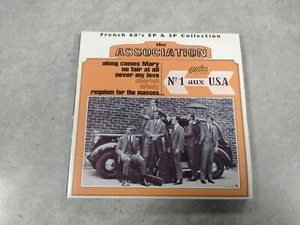 French 60's EP & SP Collection
the
ASSOCIATION
along comes Mary
no fair at all
never my love
cherish
windy
requiem for the masses...
N°1 aux U.S.A